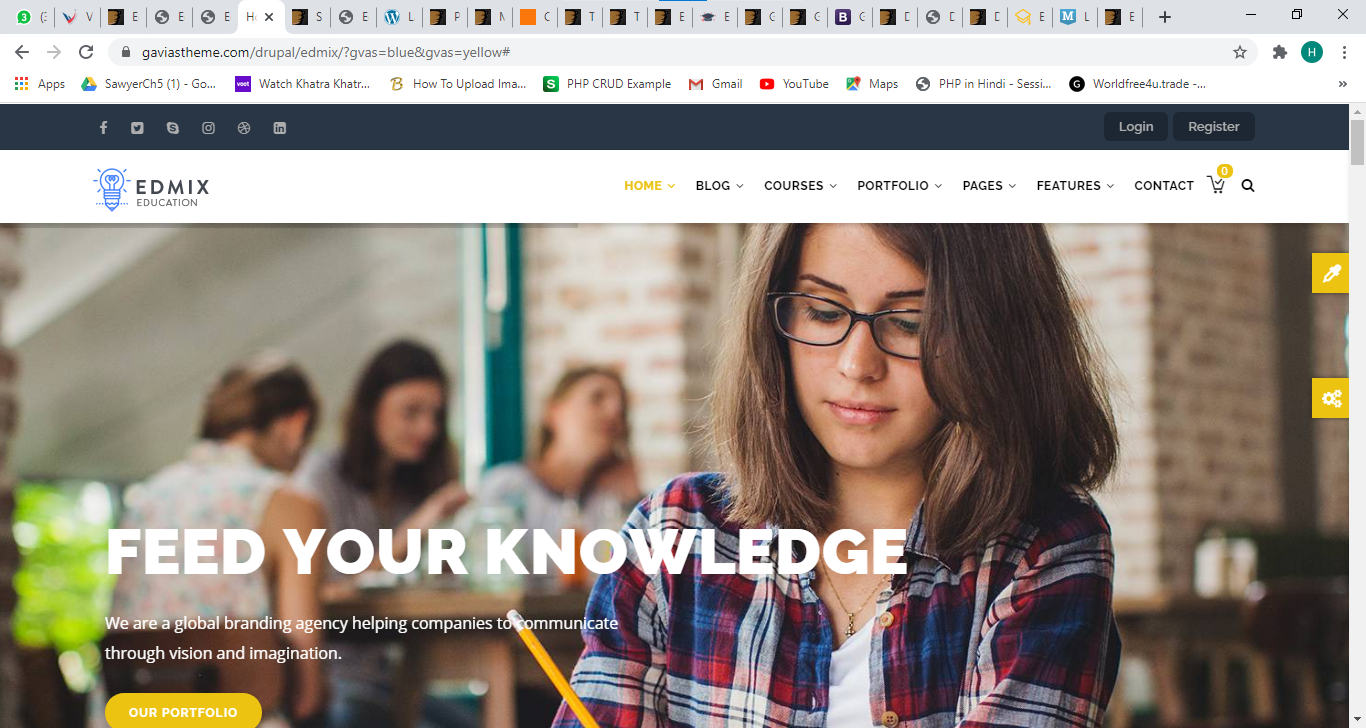 3 (3 V E E E H S E L P N C T T E E G G G D D D E L E
gaviastheme.com/drupal/edmix/?gvas=blue&gvas=yellow#
H
Apps SawyerCh5 (1) - Go... voot Watch Khatra Khatr... How To Upload Ima... S PHP CRUD Example Gmail YouTube Maps PHP in Hindi - Sessi... G Worldfree4u.trade -... »
Login Register
0
EDMIX
EDUCATION
HOME BLOG COURSES PORTFOLIO PAGES FEATURES CONTACT
FEED YOUR KNOWLEDGE
We are a global branding agency helping companies to communicate
through vision and imagination.
OUR PORTFOLIO